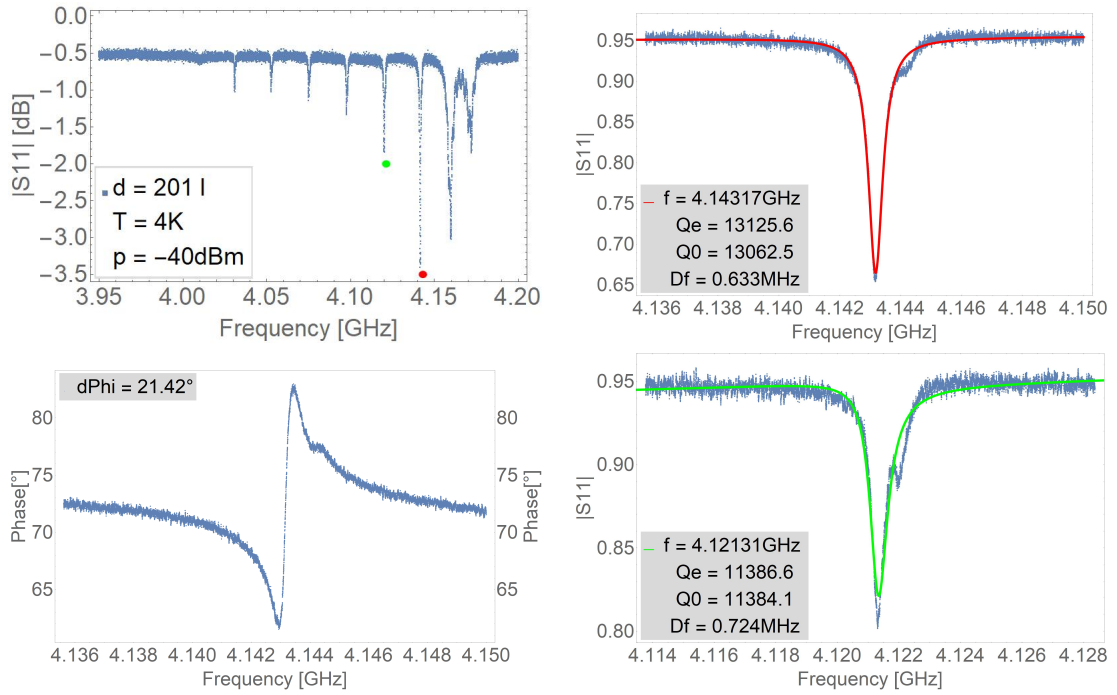 0.0
−0.5
−1.0
−1.5
−2.0
−2.5
−3.0
−3.5
|S11| [dB]
d = 201 l
T = 4K
p = −40dBm
3.95 4.00 4.05 4.10 4.15 4.20
Frequency [GHz]
0.95
0.90
0.85
0.80
0.75
0.70
0.65
|S11|
f = 4.14317GHz
Qe = 13125.6
Q0 = 13062.5
Df = 0.633MHz
4.136 4.138 4.140 4.142 4.144 4.146 4.148 4.150
Frequency [GHz]
dPhi = 21.42°
80 80
75 75
70 70
65 65
Phase[°] Phase[°]
4.136 4.138 4.140 4.142 4.144 4.146 4.148 4.150
Frequency [GHz]
0.95
0.90
0.85
0.80
|S11|
f = 4.12131GHz
Qe = 11386.6
Q0 = 11384.1
Df = 0.724MHz
4.114 4.116 4.118 4.120 4.122 4.124 4.126 4.128
Frequency [GHz]